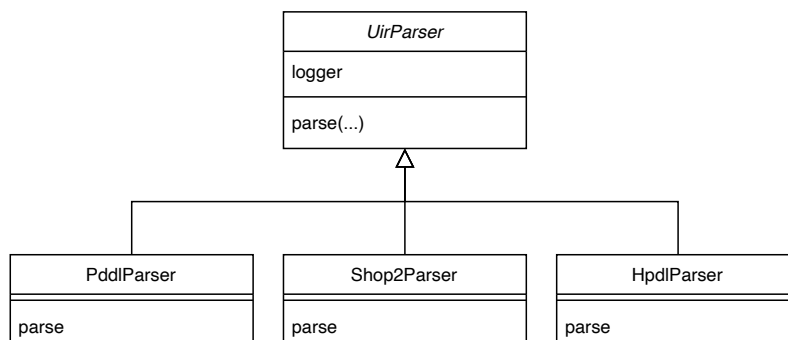 UirParser
logger
parse(...)
PddlParser
Shop2Parser
HpdlParser
parse
parse
parse